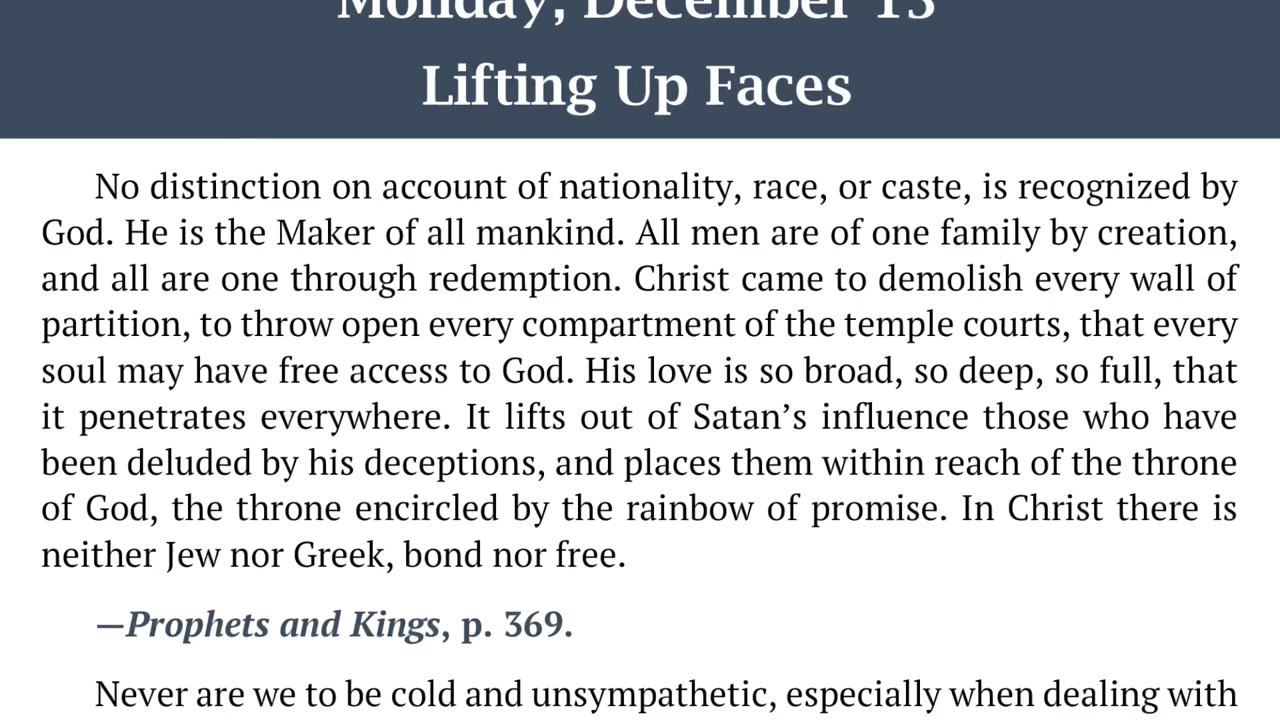 Monday, December 13
Lifting Up Faces
No distinction on account of nationality, race, or caste, is recognized by
God. He is the Maker of all mankind. All men are of one family by creation,
and all are one through redemption. Christ came to demolish every wall of
partition, to throw open every compartment of the temple courts, that every
soul may have free access to God. His love is so broad, so deep, so full, that
it penetrates everywhere. It lifts out of Satan’s influence those who have
been deluded by his deceptions, and places them within reach of the throne
of God, the throne encircled by the rainbow of promise. In Christ there is
neither Jew nor Greek, bond nor free.
—Prophets and Kings, p. 369.
Never are we to be cold and unsympathetic, especially when dealing with